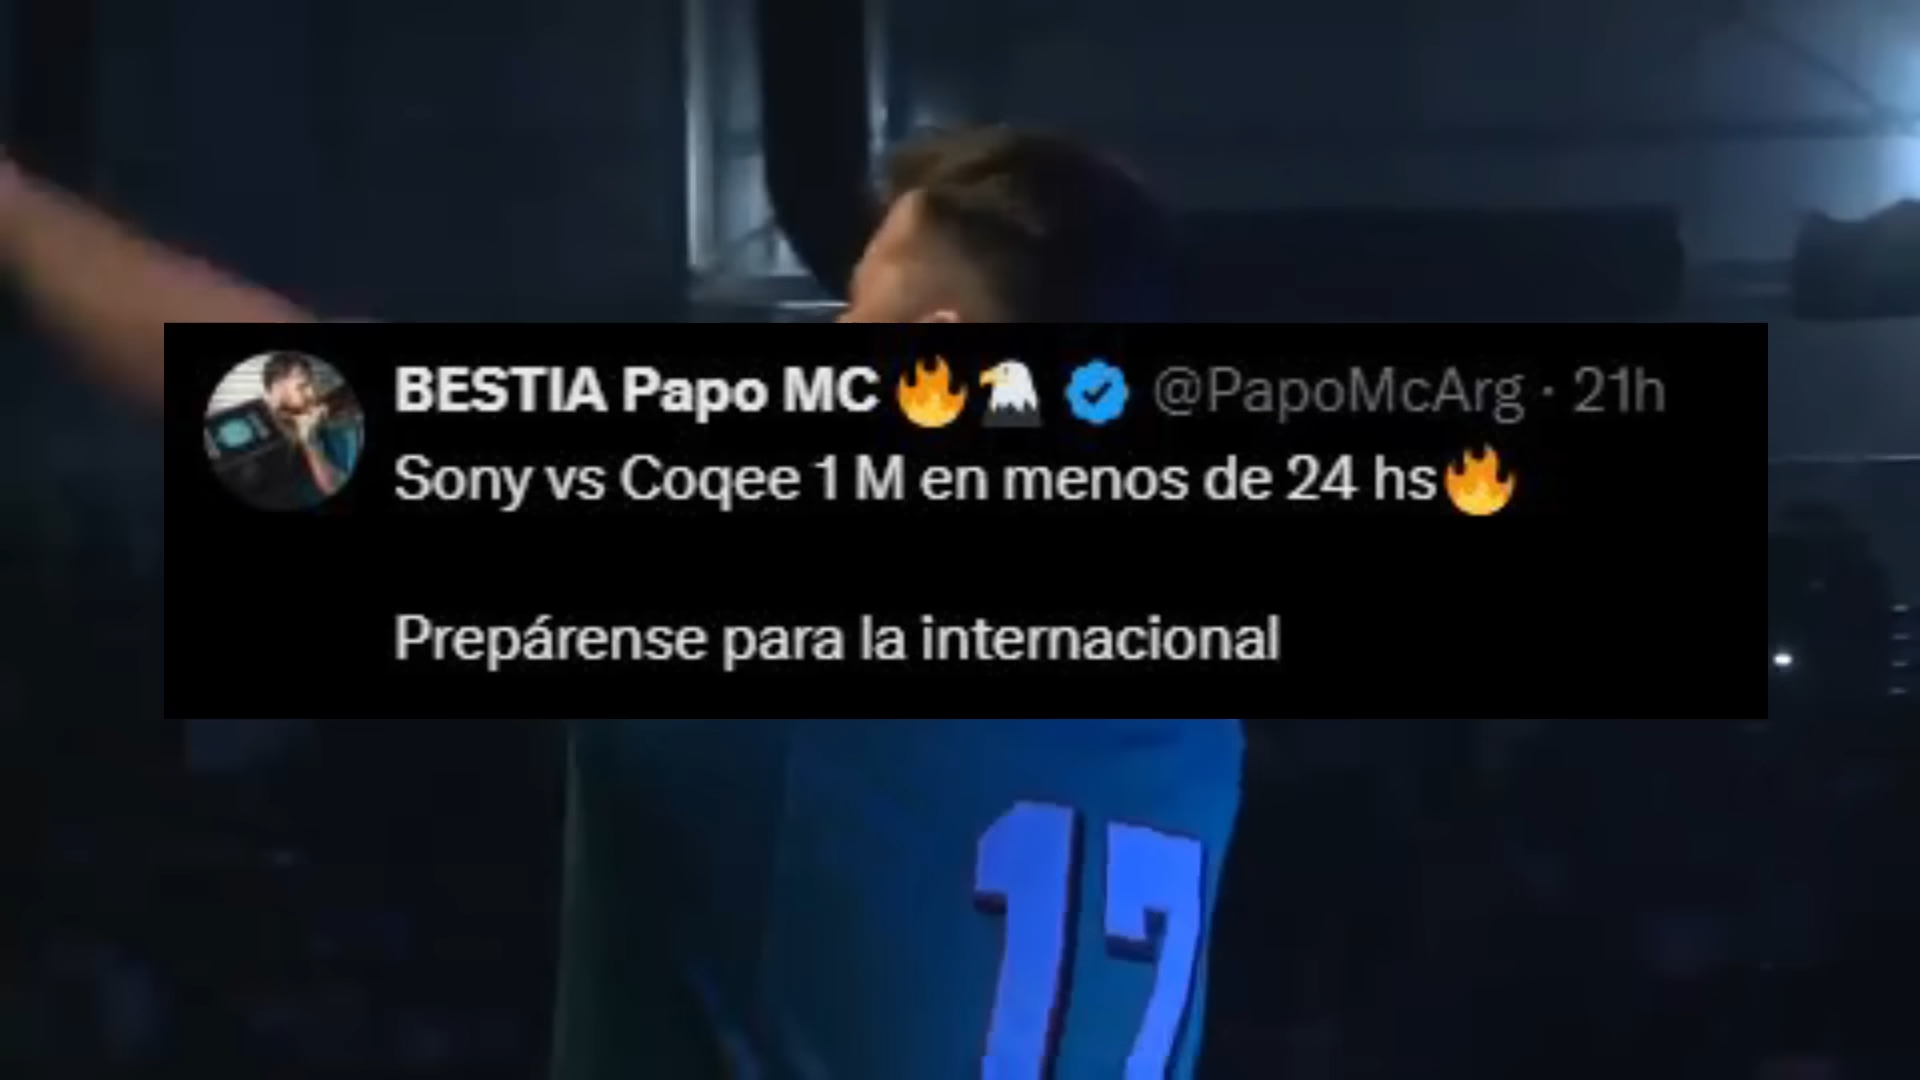 BESTIA Papo MC 🔥🦅 @PapoMcArg · 21h
Sony vs Coqee 1 M en menos de 24 hs🔥
Prepárense para la internacional
17